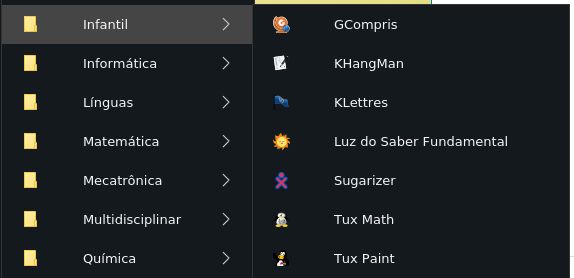 Infantil
Informática
Línguas
Matemática
Mecatrônica
Multidisciplinar
Química
GCompris
KHangMan
KLettres
Luz do Saber Fundamental
Sugarizer
Tux Math
Tux Paint